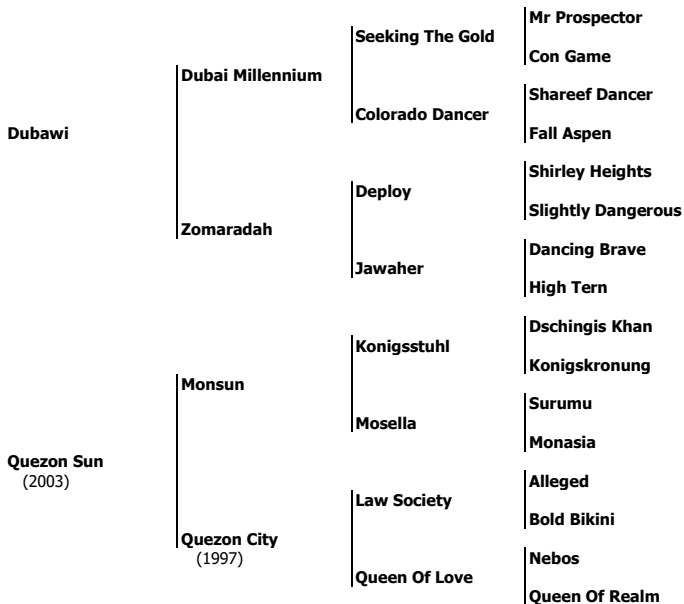 Dubawi
Dubai Millennium
Seeking The Gold
Mr Prospector
Con Game
Colorado Dancer
Shareef Dancer
Fall Aspen
Zomaradah
Deploy
Shirley Heights
Slightly Dangerous
Jawaher
Dancing Brave
High Tern
Quezon Sun
(2003)
Monsun
Konigsstuhl
Dschingis Khan
Konigskronung
Mosella
Surumu
Monasia
Quezon City
(1997)
Law Society
Alleged
Bold Bikini
Queen Of Love
Nebos
Queen Of Realm